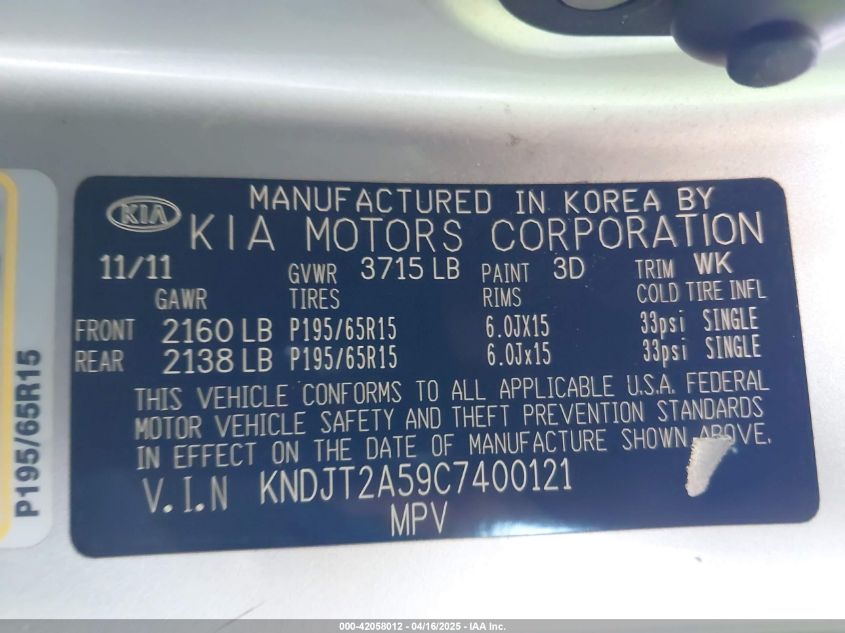 MANUFACTURED IN KOREA BY
KIA KIA MOTORS CORPORATION
11/11 GVWR 3715 LB PAINT 3D TRIM WK
GAWR TIRES RIMS COLD TIRE INFL
FRONT 2160 LB P195/65R15 6.0JX15 33psi SINGLE
REAR 2138 LB P195/65R15 6.0Jx15 33psi SINGLE
THIS VEHICLE CONFORMS TO ALL APPLICABLE U.S.A. FEDERAL
MOTOR VEHICLE SAFETY AND THEFT PREVENTION STANDARDS
IN EFFECT ON THE DATE OF MANUFACTURE SHOWN ABOVE.
V.I.N KNDJT2A59C7400121
MPV
P195/65R15
000-42058012 - 04/16/2025 - IAA Inc.